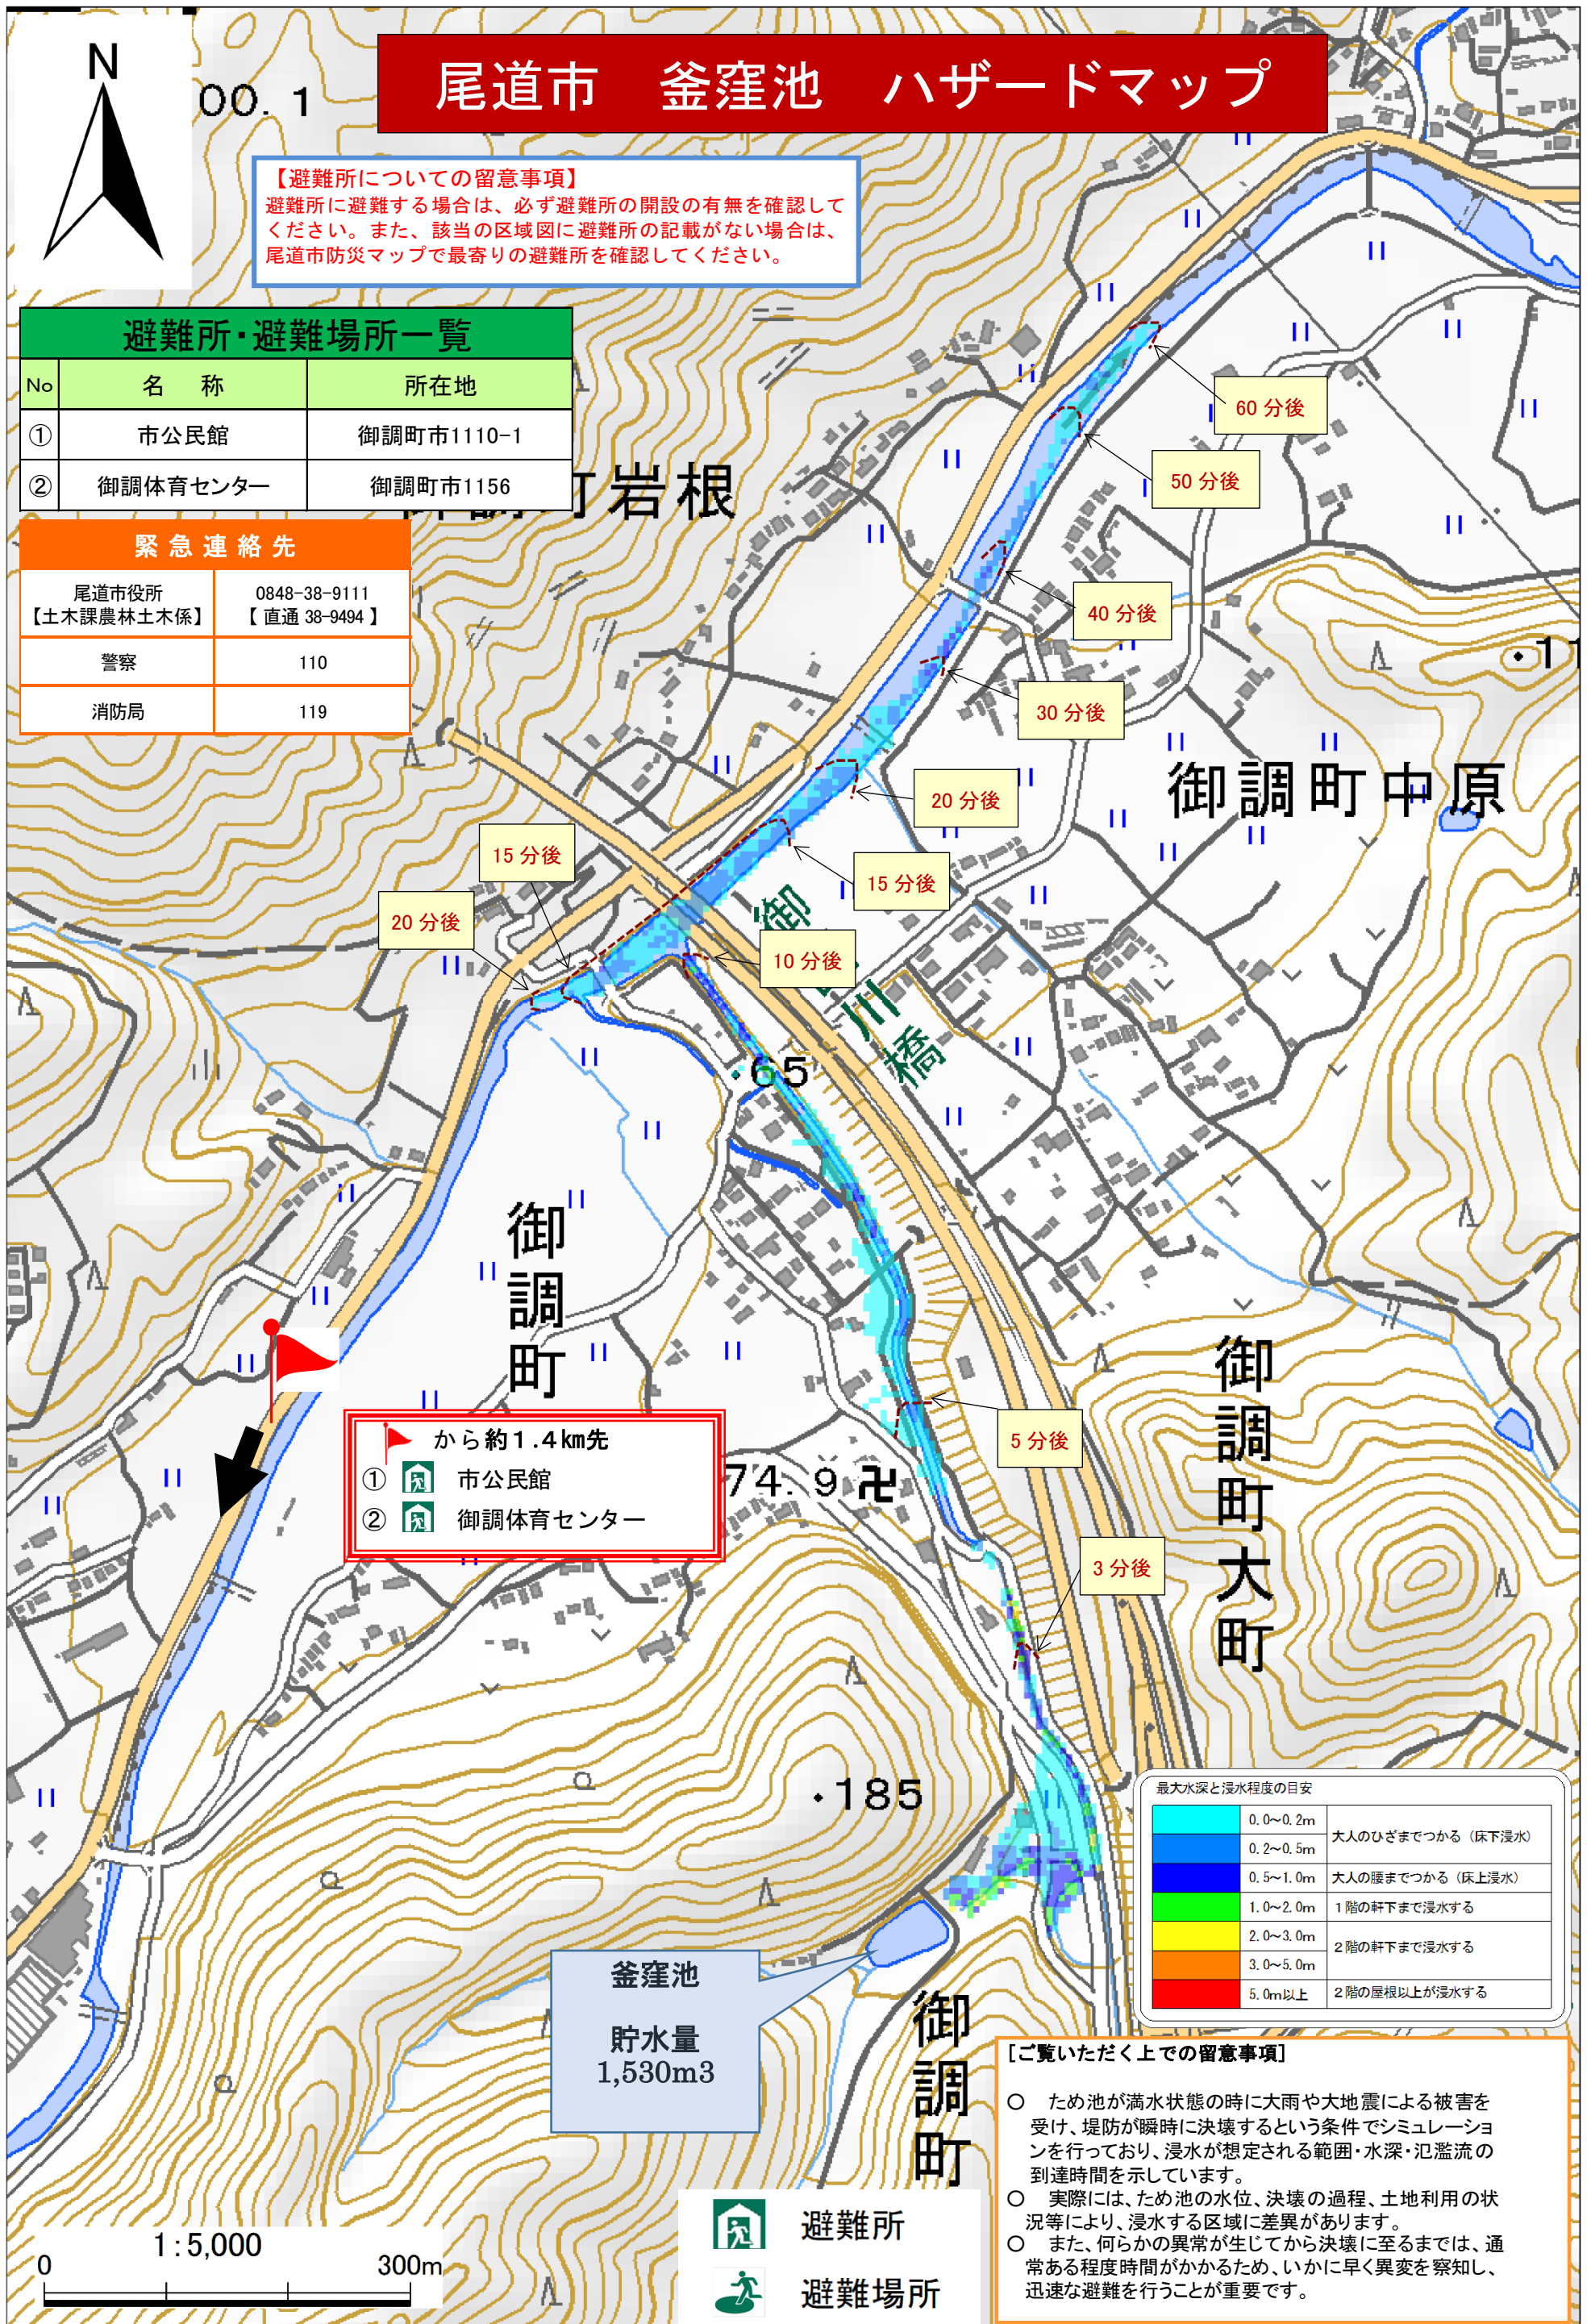 N
00. 1
尾道市 釜窪池 ハザードマップ
【避難所についての留意事項】
避難所に避難する場合は、必ず避難所の開設の有無を確認して
ください。また、該当の区域図に避難所の記載がない場合は、
尾道市防災マップで最寄りの避難所を確認してください。
避難所・避難場所一覧
No 名 称 所在地
① 市公民館 御調町市1110-1
② 御調体育センター 御調町市1156
町岩根
緊 急 連 絡 先
尾道市役所
【土木課農林土木係】
0848-38-9111
【 直通 38-9494 】
警察 110
消防局 119
60 分後
50 分後
40 分後
30 分後
20 分後
15 分後
15 分後
20 分後
10 分後
・11
御調町中原
御
川
橋
・65
御調町
から約1.4km先
① 市公民館
② 御調体育センター
74. 9
卍
5 分後
3 分後
御調町大町
・185
釜窪池
貯水量
1,530m3
御調町
最大水深と浸水程度の目安
0.0～0.2m
大人のひざまでつかる（床下浸水）
0.2～0.5m
0.5～1.0m 大人の腰までつかる（床上浸水）
1.0～2.0m 1階の軒下まで浸水する
2.0～3.0m
2階の軒下まで浸水する
3.0～5.0m
5.0m以上 2階の屋根以上が浸水する
[ご覧いただく上での留意事項]
○ ため池が満水状態の時に大雨や大地震による被害を
受け、堤防が瞬時に決壊するという条件でシミュレーショ
ンを行っており、浸水が想定される範囲・水深・氾濫流の
到達時間を示しています。
○ 実際には、ため池の水位、決壊の過程、土地利用の状
況等により、浸水する区域に差異があります。
○ また、何らかの異常が生じてから決壊に至るまでは、通
常ある程度時間がかかるため、いかに早く異変を察知し、
迅速な避難を行うことが重要です。
避難所
避難場所
1:5,000
0 300m